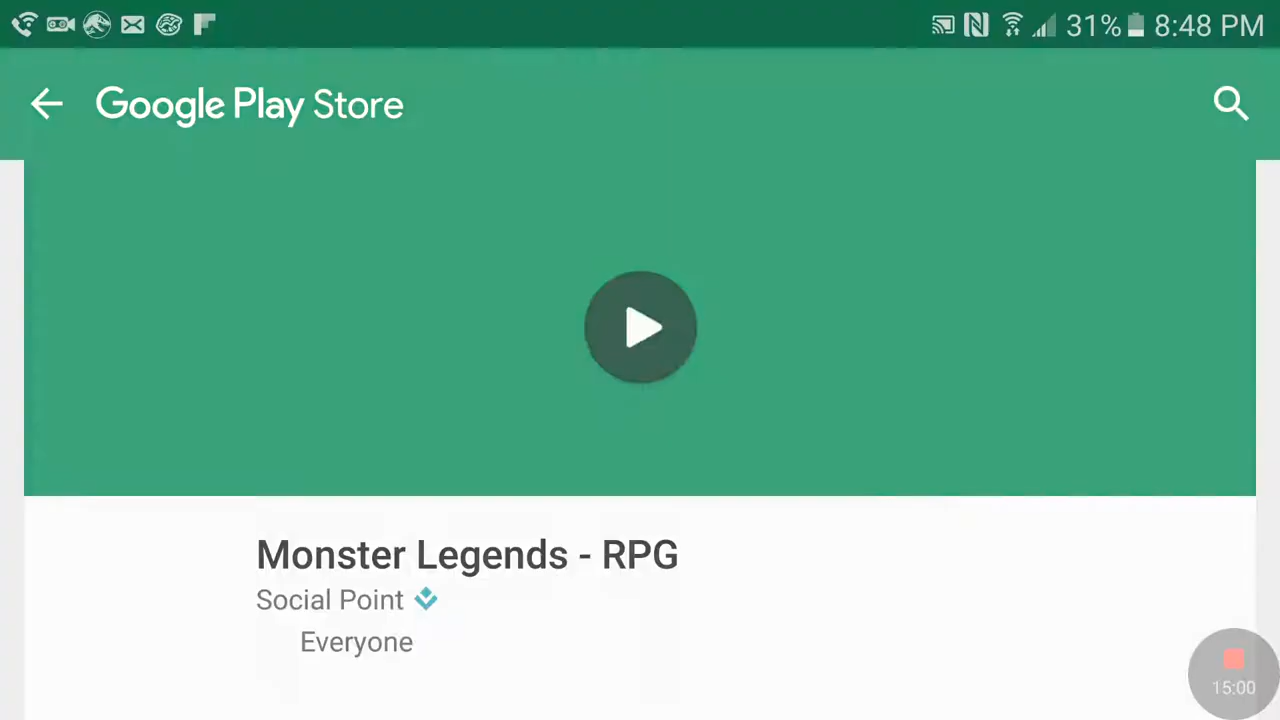 31% 8:48 PM
Google Play Store
Monster Legends - RPG
Social Point
Everyone
15:00